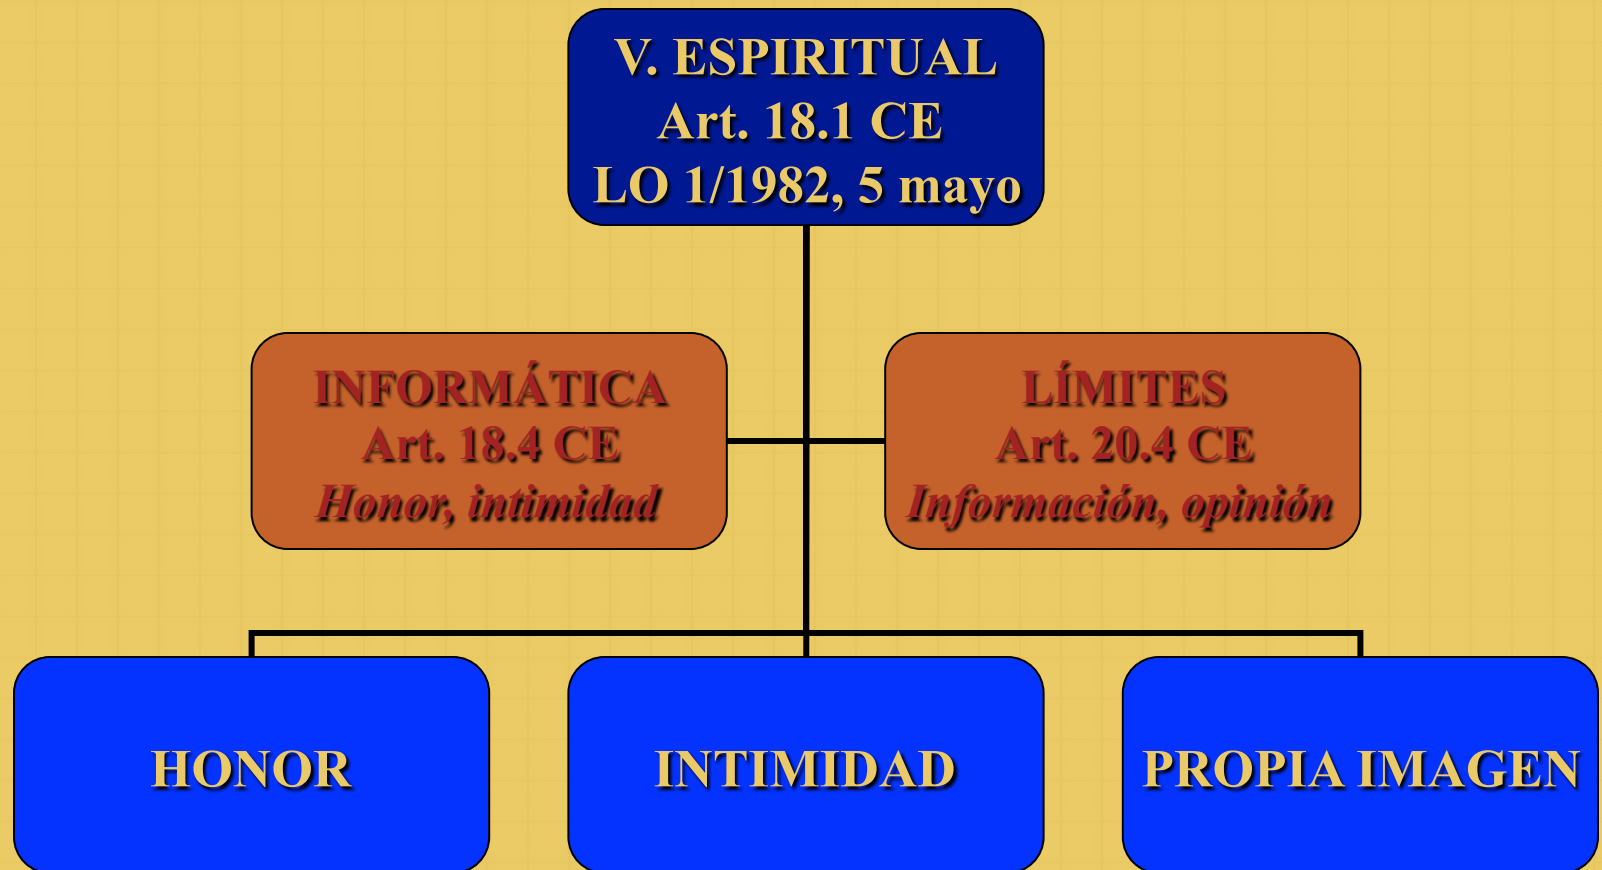 V. ESPIRITUAL
Art. 18.1 CE
LO 1/1982, 5 mayo
INFORMÁTICA
Art. 18.4 CE
Honor, intimidad
LÍMITES
Art. 20.4 CE
Información, opinión
HONOR
INTIMIDAD
PROPIA IMAGEN